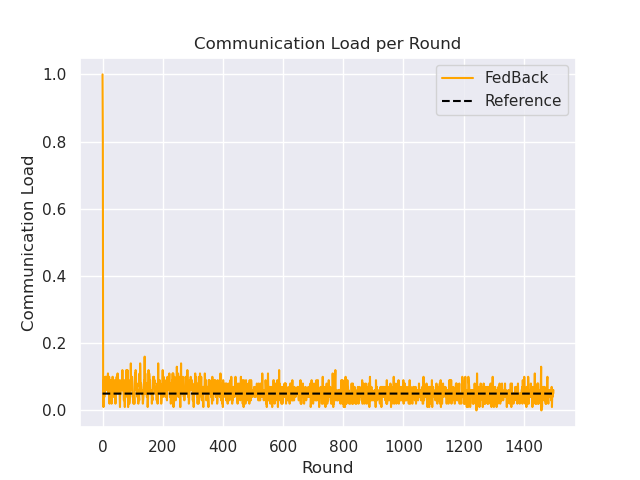 Communication Load per Round
FedBack
Reference
Communication Load
1.0
0.8
0.6
0.4
0.2
0.0
0 200 400 600 800 1000 1200 1400
Round